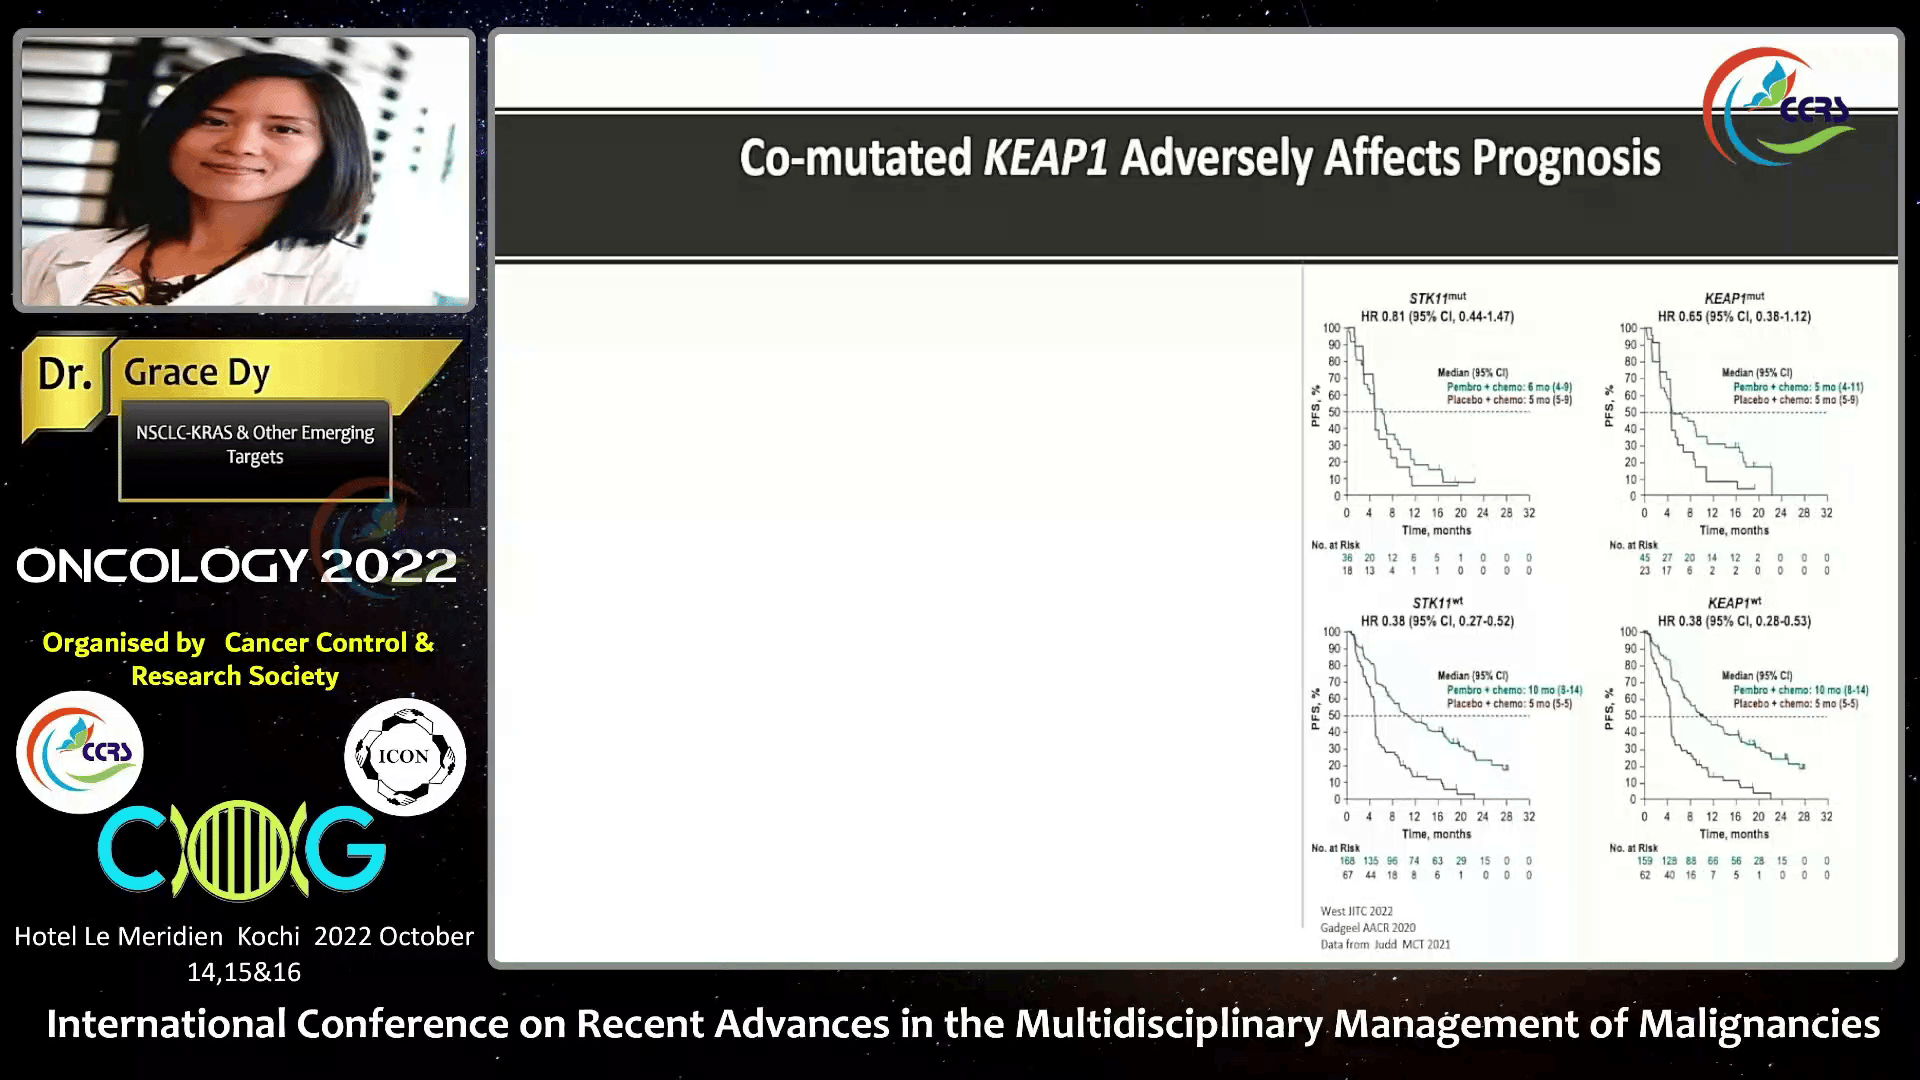 CCRS
Co-mutated KEAP1 Adversely Affects Prognosis
Dr. Grace Dy
NSCLC-KRAS & Other Emerging
Targets
ONCOLOGY 2022
Organised by Cancer Control &
Research Society
CCRS
ICON
Hotel Le Meridien Kochi 2022 October
14,15&16
STK11mut
HR 0.81 (95% CI, 0.44-1.47)
100
90
80
70
60
50
40
30
20
10
0
PFS, %
Median (95% CI)
Pembro + chemo: 6 mo (4-9)
Placebo + chemo: 5 mo (5-9)
0 4 8 12 16 20 24 28 32
Time, months
No. at Risk
36 20 12 6 5 1 0 0 0
18 13 4 1 1 0 0 0 0
KEAP1mut
HR 0.65 (95% CI, 0.38-1.12)
100
90
80
70
60
50
40
30
20
10
0
PFS, %
Median (95% CI)
Pembro + chemo: 5 mo (4-11)
Placebo + chemo: 5 mo (5-9)
0 4 8 12 16 20 24 28 32
Time, months
No. at Risk
45 27 20 14 12 2 0 0 0
23 17 6 2 2 0 0 0 0
STK11wt
HR 0.38 (95% CI, 0.27-0.52)
100
90
80
70
60
50
40
30
20
10
0
PFS, %
Median (95% CI)
Pembro + chemo: 10 mo (8-14)
Placebo + chemo: 5 mo (5-5)
0 4 8 12 16 20 24 28 32
Time, months
No. at Risk
168 135 96 74 63 29 15 0 0
67 44 18 8 6 1 0 0 0
KEAP1wt
HR 0.38 (95% CI, 0.28-0.53)
100
90
80
70
60
50
40
30
20
10
0
PFS, %
Median (95% CI)
Pembro + chemo: 10 mo (8-14)
Placebo + chemo: 5 mo (5-5)
0 4 8 12 16 20 24 28 32
Time, months
No. at Risk
159 128 88 66 56 28 15 0 0
62 40 16 7 5 1 0 0 0
West JITC 2022
Gadgeel AACR 2020
Data from Judd MCT 2021
International Conference on Recent Advances in the Multidisciplinary Management of Malignancies